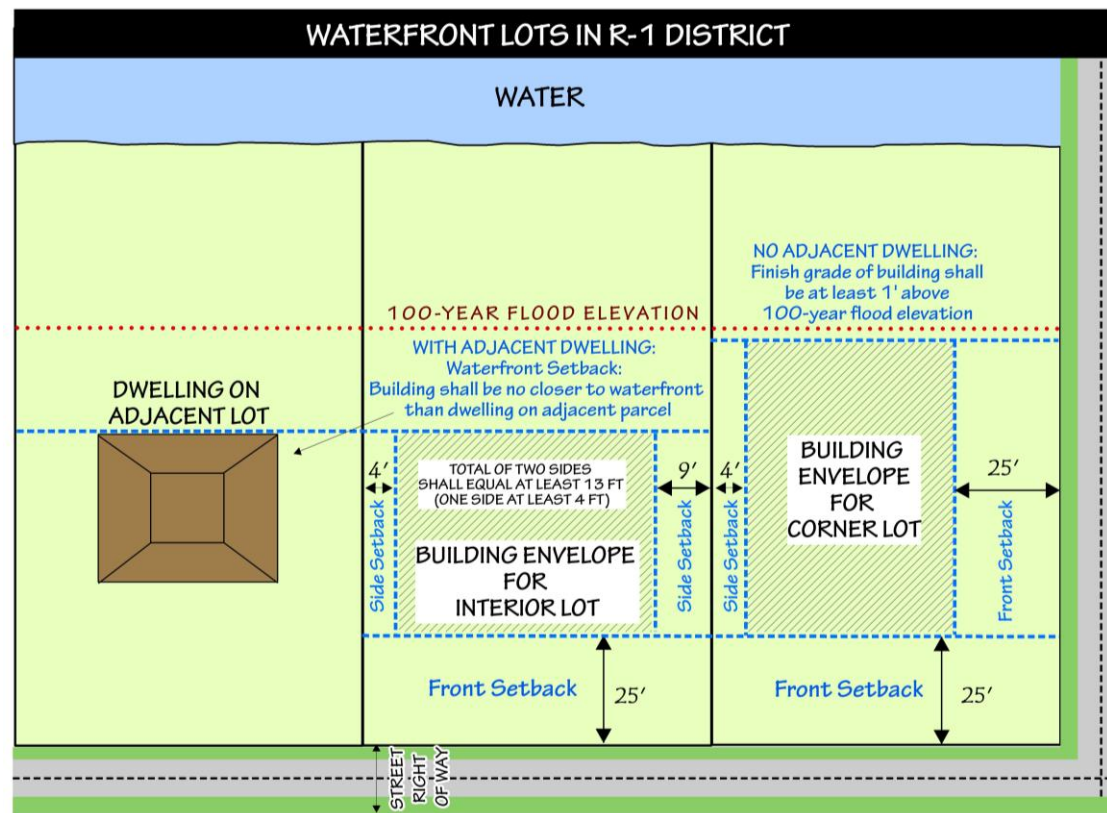 WATERFRONT LOTS IN R-1 DISTRICT
WATER
NO ADJACENT DWELLING:
Finish grade of building shall
be at least 1' above
100-year flood elevation
100-YEAR FLOOD ELEVATION
WITH ADJACENT DWELLING:
Waterfront Setback:
Building shall be no closer to waterfront
than dwelling on adjacent parcel
DWELLING ON
ADJACENT LOT
4'
TOTAL OF TWO SIDES
SHALL EQUAL AT LEAST 13 FT
(ONE SIDE AT LEAST 4 FT)
9'
4'
BUILDING
ENVELOPE
FOR
CORNER LOT
25'
Side Setback
BUILDING ENVELOPE
FOR
INTERIOR LOT
Side Setback
Side Setback
Front Setback
Front Setback
25'
Front Setback
25'
STREET
RIGHT
OF WAY